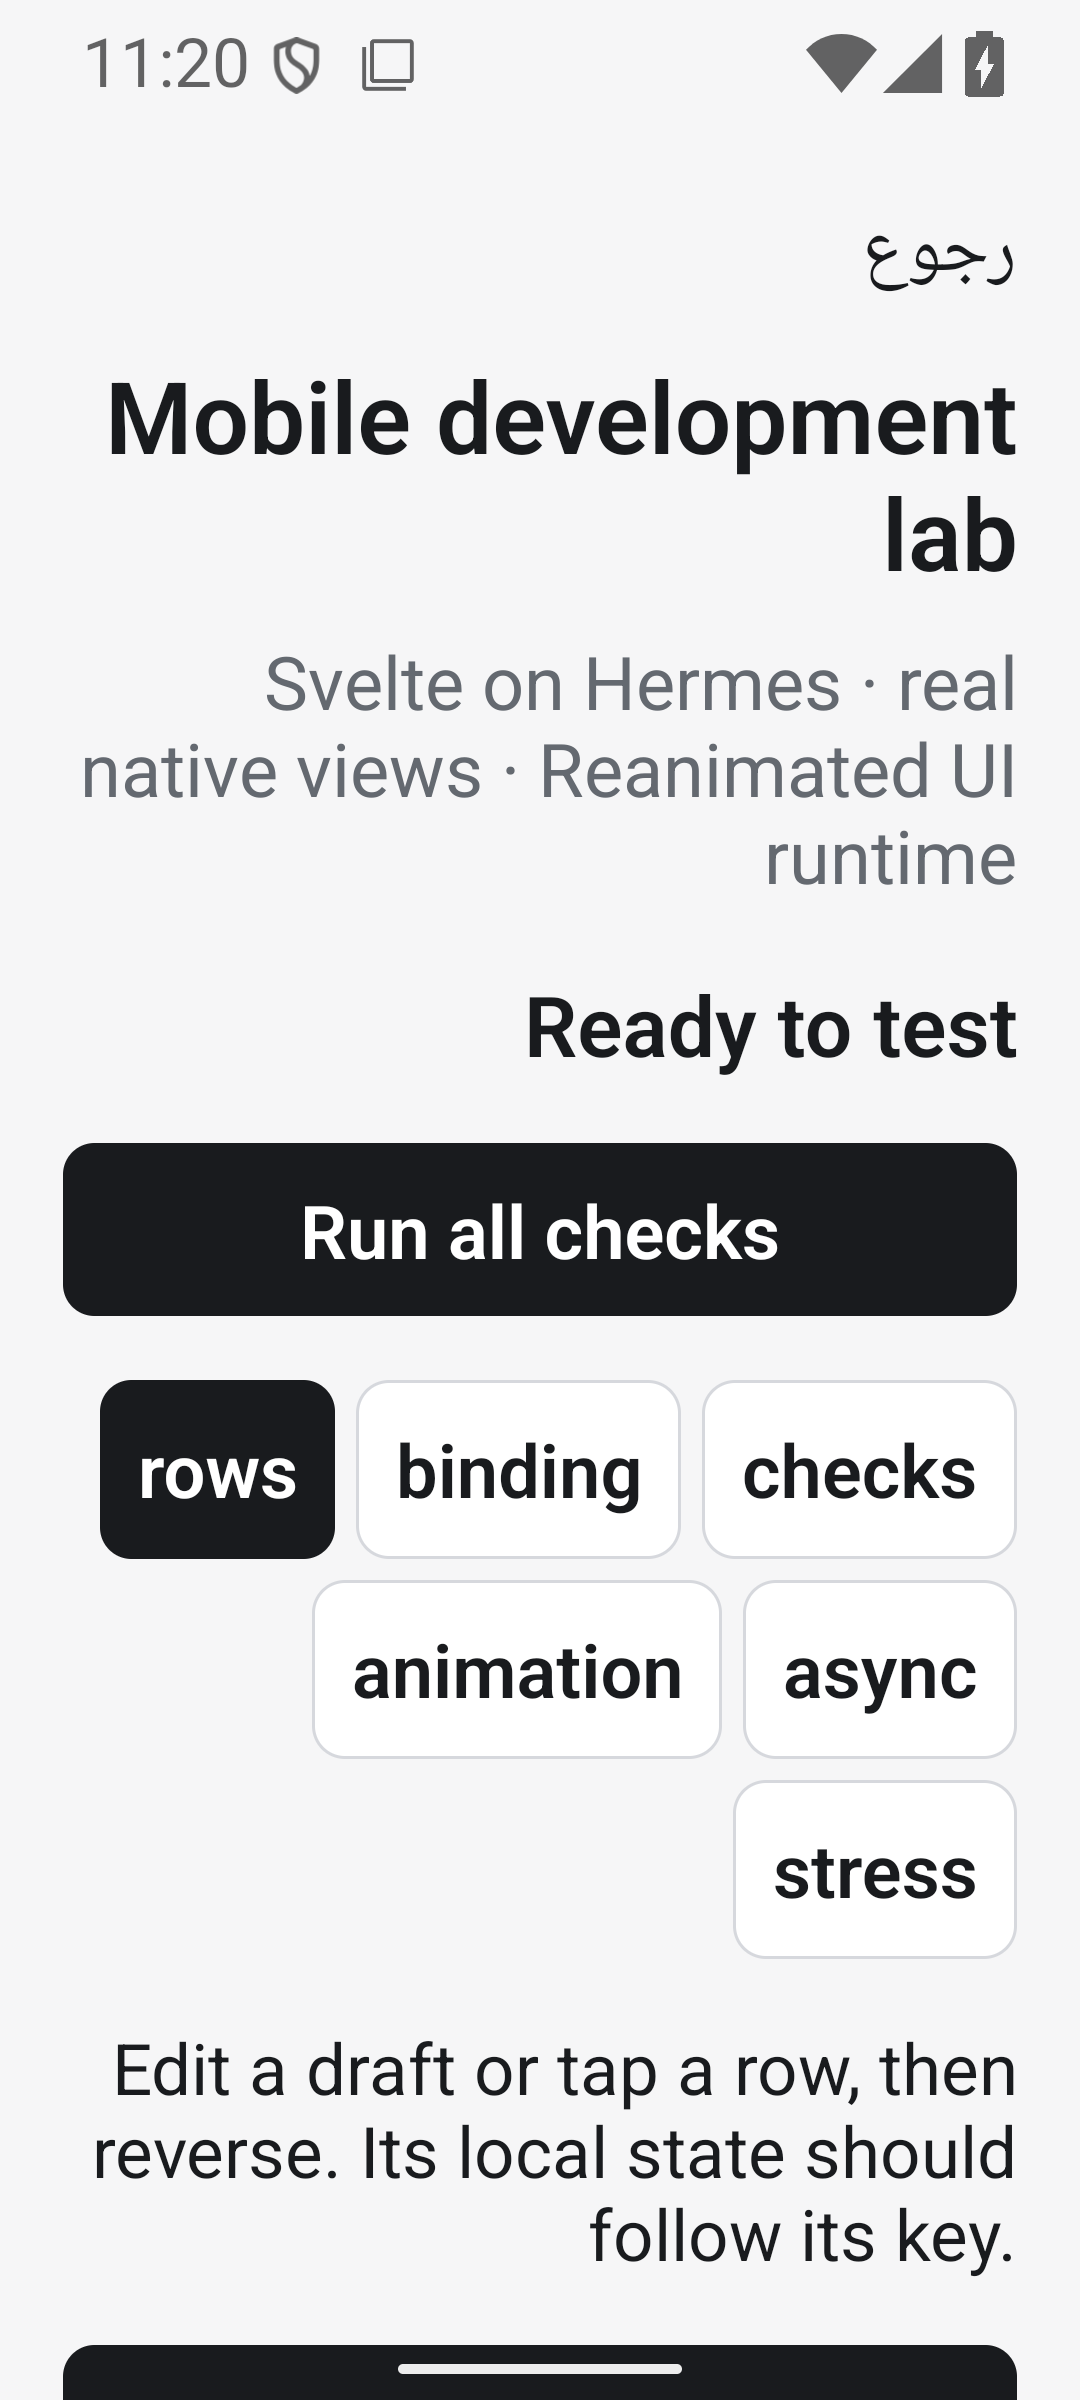 11:20
رجوع
Mobile development
lab
Svelte on Hermes · real
native views · Reanimated UI
runtime
Ready to test
Run all checks
checks
binding
rows
async
animation
stress
Edit a draft or tap a row, then
reverse. Its local state should
follow its key.